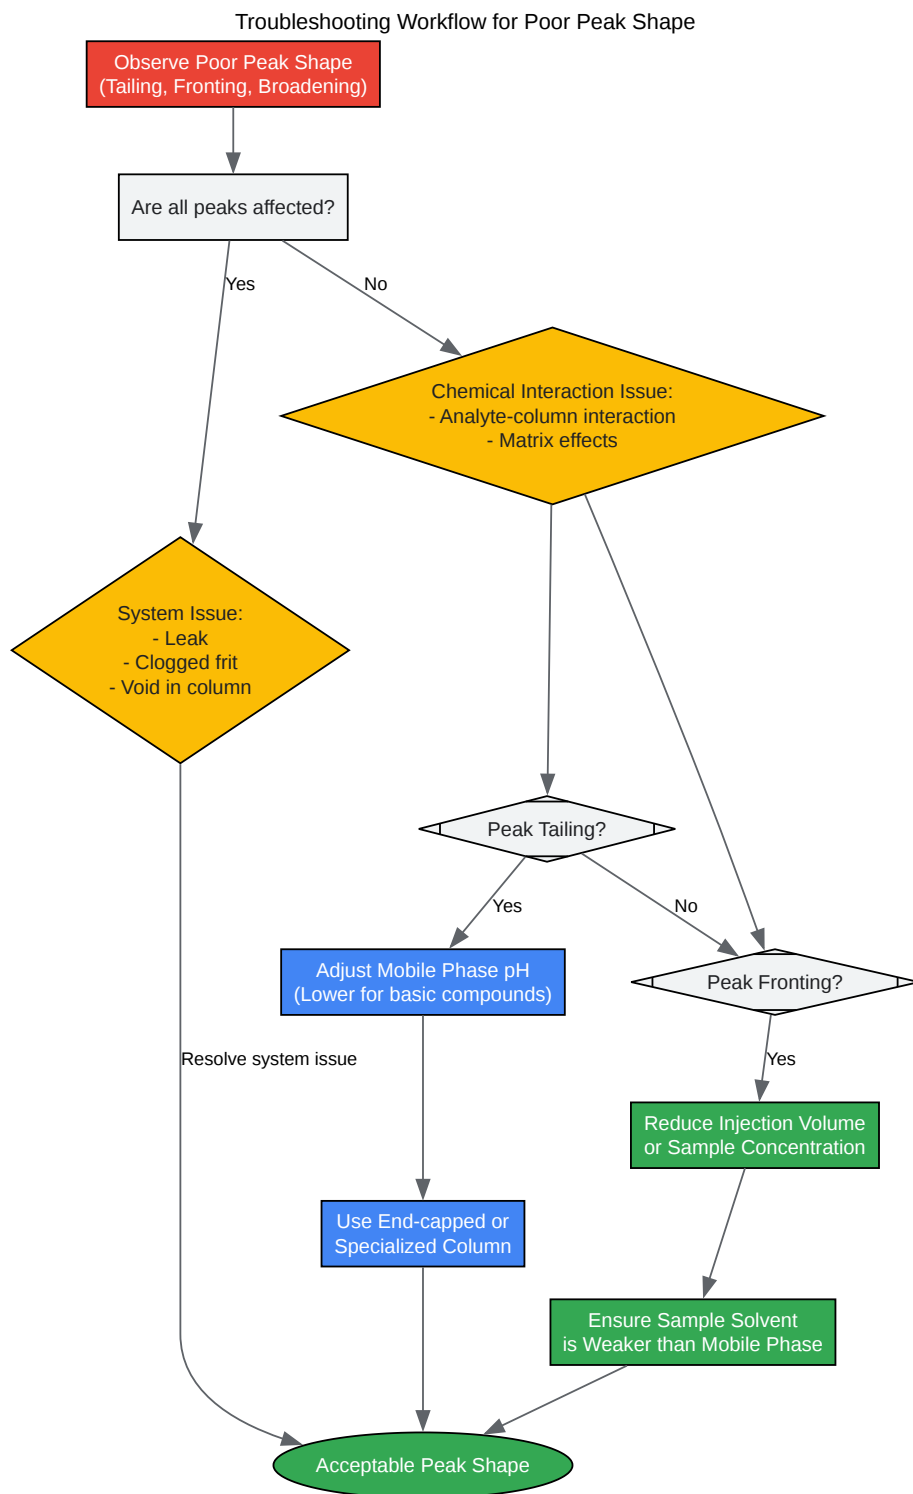 Troubleshooting Workflow for Poor Peak Shape
Observe Poor Peak Shape
(Tailing, Fronting, Broadening)
Are all peaks affected?
Yes
No
Chemical Interaction Issue:
- Analyte-column interaction
- Matrix effects
System Issue:
- Leak
- Clogged frit
- Void in column
Peak Tailing?
Yes
No
Adjust Mobile Phase pH
(Lower for basic compounds)
Peak Fronting?
Resolve system issue
Yes
Reduce Injection Volume
or Sample Concentration
Use End-capped or
Specialized Column
Ensure Sample Solvent
is Weaker than Mobile Phase
Acceptable Peak Shape